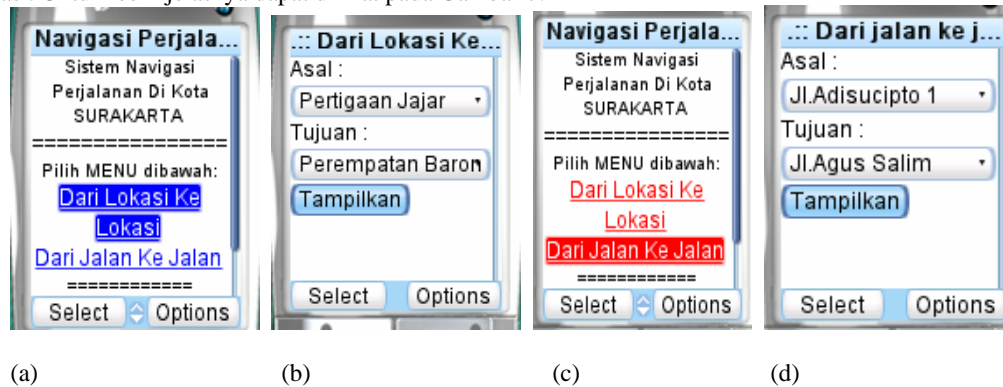 Navigasi Perjala...
Sistem Navigasi
Perjalanan Di Kota
SURAKARTA
=================
Pilih MENU dibawah:
Dari Lokasi Ke
Lokasi
Dari Jalan Ke Jalan
============
Select Options
(a)
.:: Dari Lokasi Ke...
Asal :
Pertigaan Jajar
Tujuan :
Perempatan Baron
Tampilkan
Select Options
(b)
Navigasi Perjala...
Sistem Navigasi
Perjalanan Di Kota
SURAKARTA
=================
Pilih MENU dibawah:
Dari Lokasi Ke
Lokasi
Dari Jalan Ke Jalan
============
Select Options
(c)
.:: Dari jalan ke j...
Asal :
Jl.Adisucipto 1
Tujuan :
Jl.Agus Salim
Tampilkan
Select Options
(d)